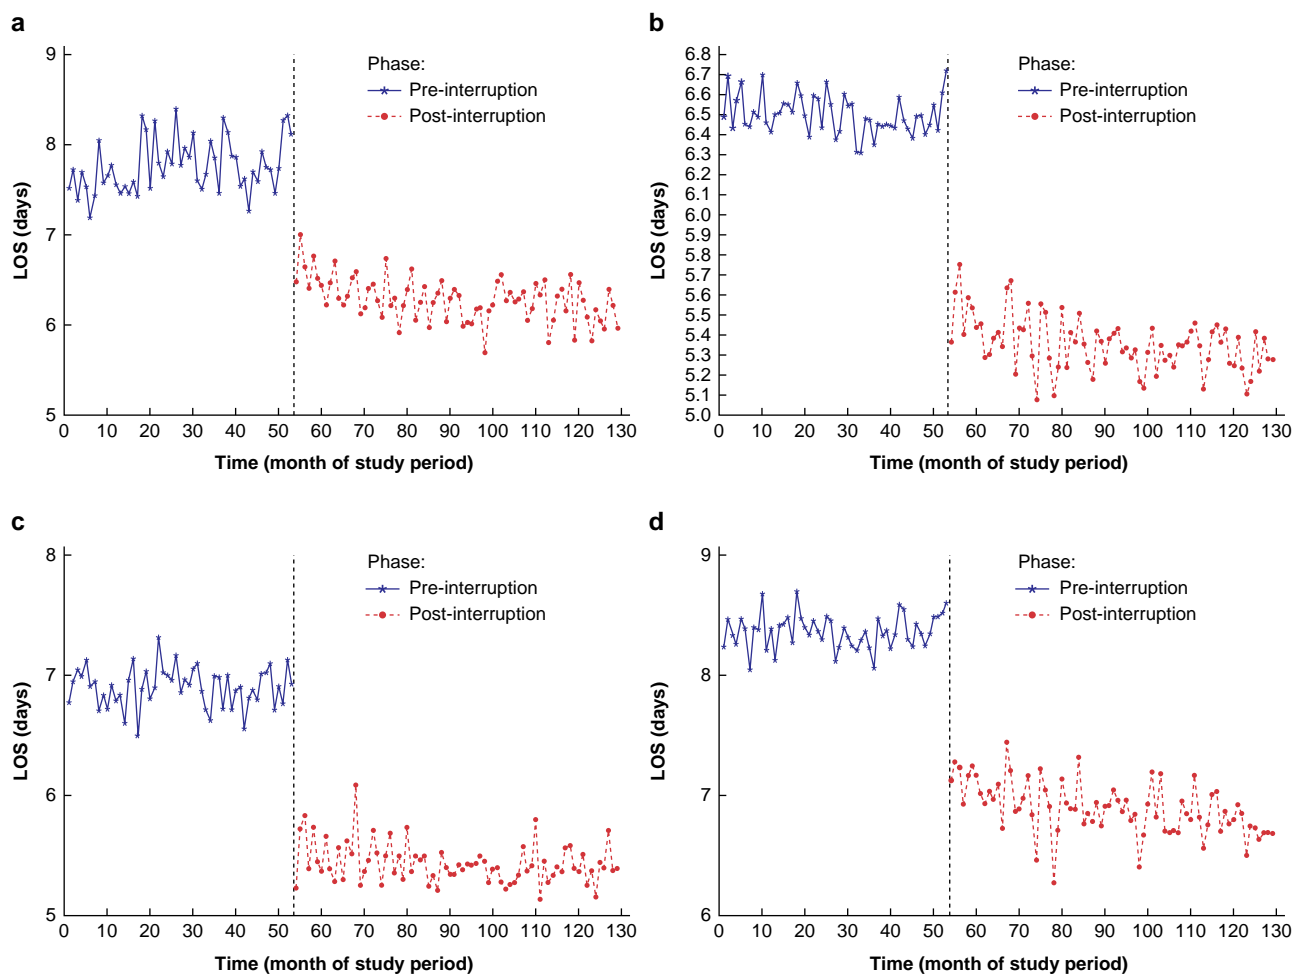 a
9
8
7
6
5
LOS (days)
Phase:
Pre-interruption
Post-interruption
0 10 20 30 40 50 60 70 80 90 100 110 120 130
Time (month of study period)
b
6.8
6.7
6.6
6.5
6.4
6.3
6.2
6.1
6.0
5.9
5.8
5.7
5.6
5.5
5.4
5.3
5.2
5.1
5.0
LOS (days)
Phase:
Pre-interruption
Post-interruption
0 10 20 30 40 50 60 70 80 90 100 110 120 130
Time (month of study period)
c
8
7
6
5
LOS (days)
Phase:
Pre-interruption
Post-interruption
0 10 20 30 40 50 60 70 80 90 100 110 120 130
Time (month of study period)
d
9
8
7
6
LOS (days)
Phase:
Pre-interruption
Post-interruption
0 10 20 30 40 50 60 70 80 90 100 110 120 130
Time (month of study period)